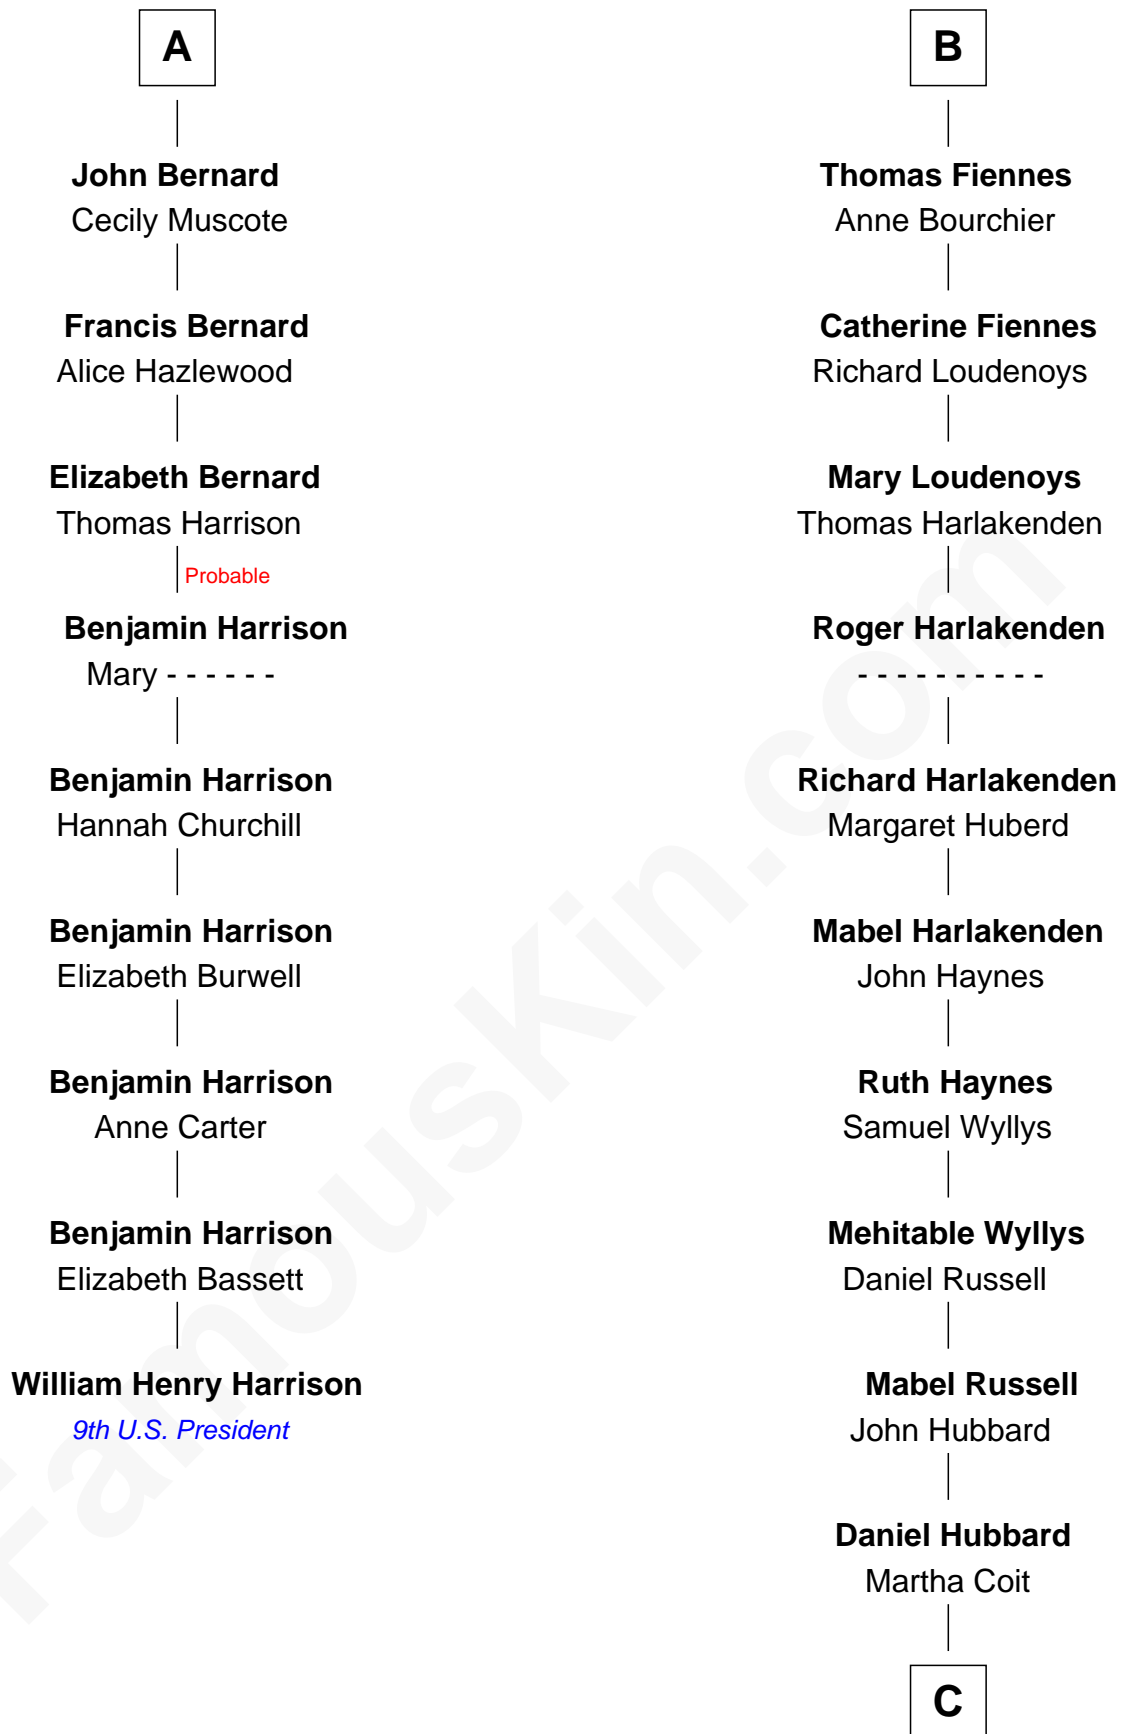 A
John Bernard
Cecily Muscote
Francis Bernard
Alice Hazlewood
Elizabeth Bernard
Thomas Harrison
Probable
Benjamin Harrison
Mary - - - - - -
Benjamin Harrison
Hannah Churchill
Benjamin Harrison
Elizabeth Burwell
Benjamin Harrison
Anne Carter
Benjamin Harrison
Elizabeth Bassett
William Henry Harrison
9th U.S. President
B
Thomas Fiennes
Anne Bourchier
Catherine Fiennes
Richard Loudenoys
Mary Loudenoys
Thomas Harlakenden
Roger Harlakenden
- - - - - - - - - -
Richard Harlakenden
Margaret Huberd
Mabel Harlakenden
John Haynes
Ruth Haynes
Samuel Wyllys
Mehitable Wyllys
Daniel Russell
Mabel Russell
John Hubbard
Daniel Hubbard
Martha Coit
C
FamousKin.com